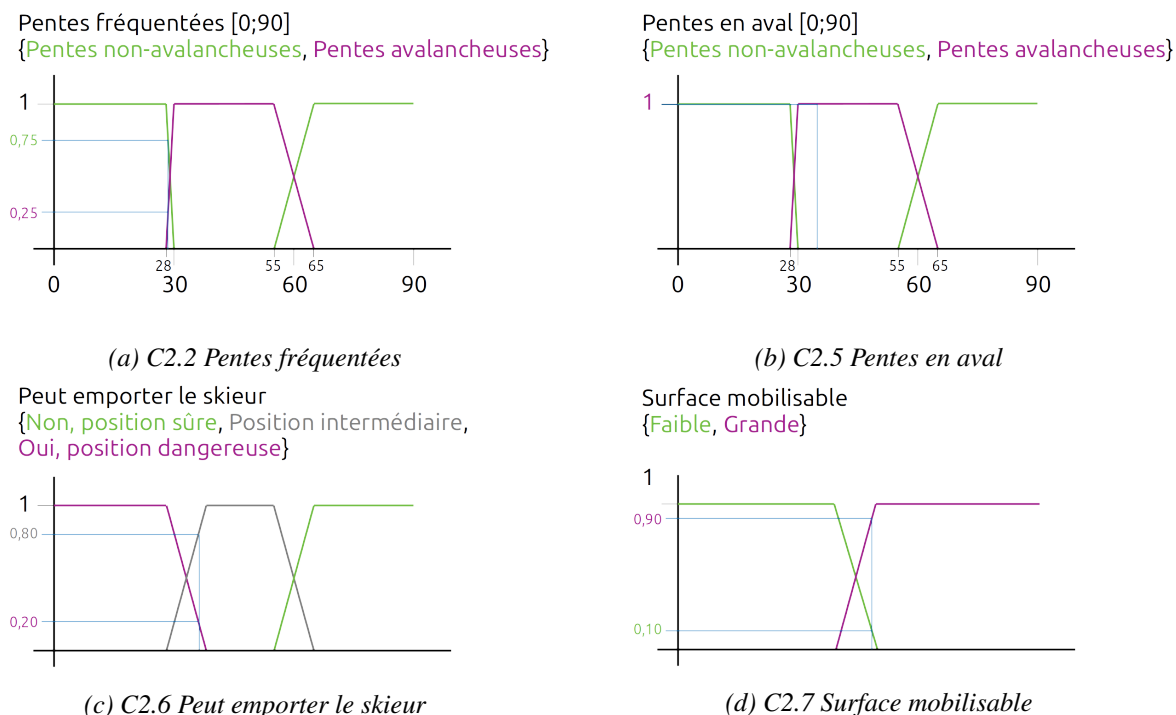 Pentes fréquentées [0;90]
{Pentes non-avalancheuses, Pentes avalancheuses}
1
0,75
0,25
28
55
65
0
30
60
90
(a) C2.2 Pentes fréquentées
Pentes en aval [0;90]
{Pentes non-avalancheuses, Pentes avalancheuses}
1
28
55
65
0
30
60
90
(b) C2.5 Pentes en aval
Peut emporter le skieur
{Non, position sûre, Position intermédiaire,
Oui, position dangereuse}
1
0,80
0,20
(c) C2.6 Peut emporter le skieur
Surface mobilisable
{Faible, Grande}
1
0,90
0,10
(d) C2.7 Surface mobilisable